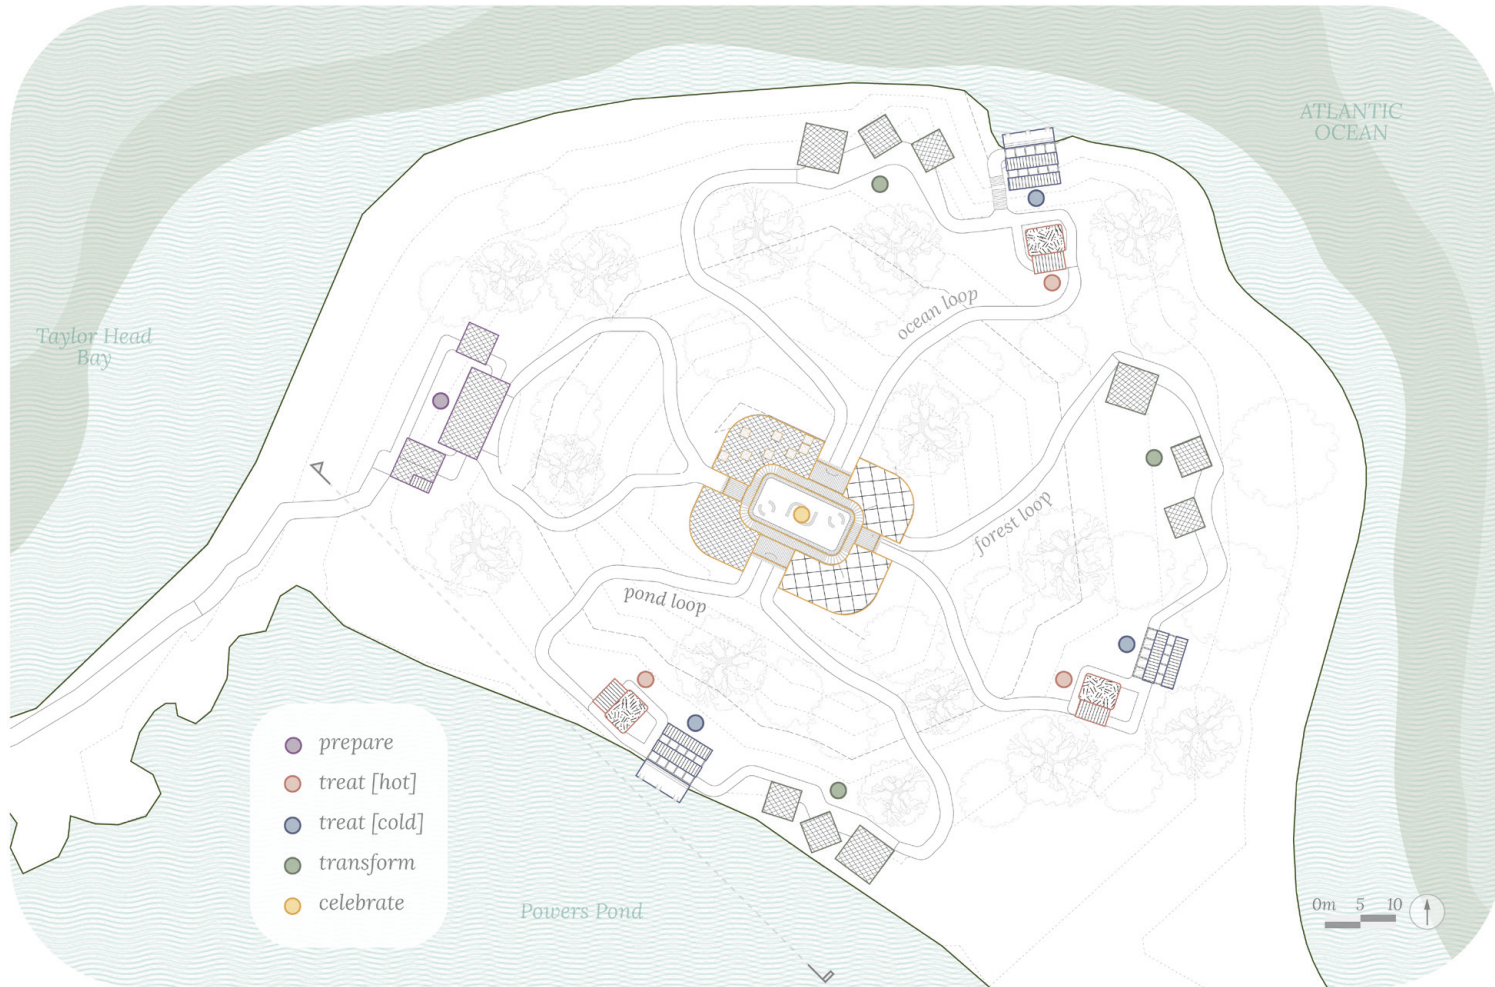 ATLANTIC
OCEAN
Taylor Head
Bay
ocean loop
forest loop
pond loop
prepare
treat [hot]
treat [cold]
transform
celebrate
Powers Pond
0m 5 10